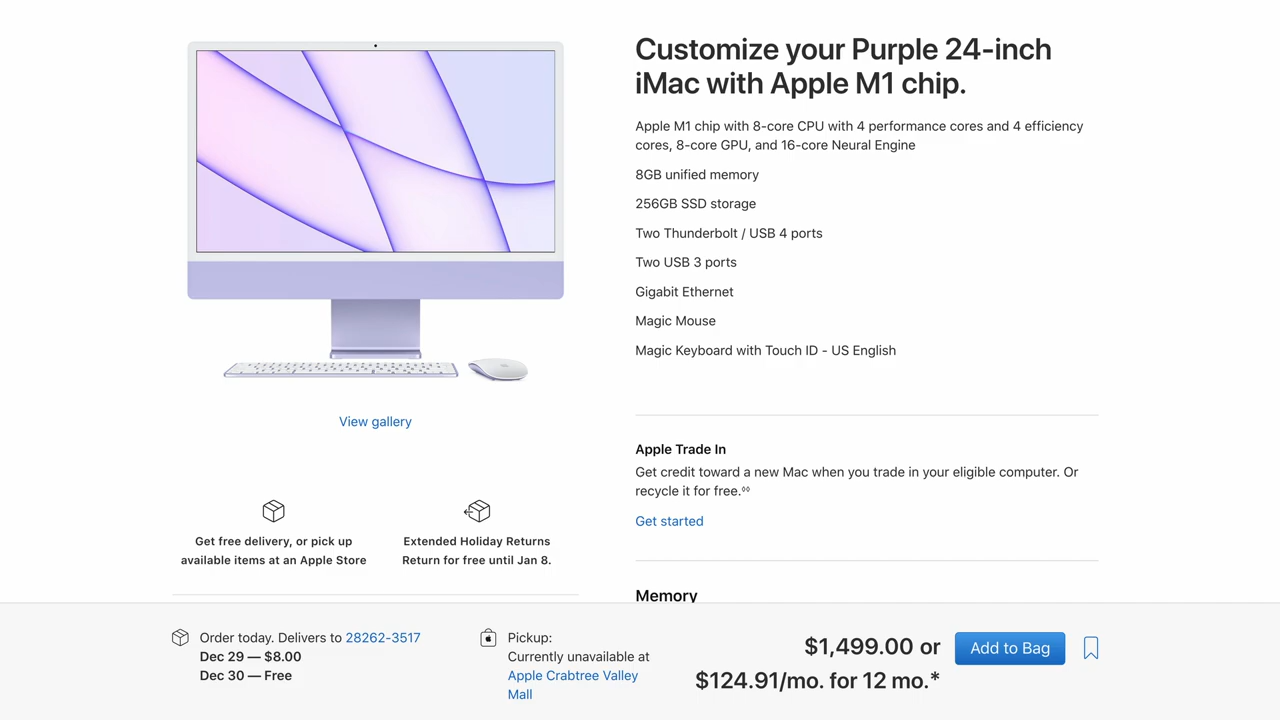 Customize your Purple 24-inch
iMac with Apple M1 chip.
Apple M1 chip with 8-core CPU with 4 performance cores and 4 efficiency
cores, 8-core GPU, and 16-core Neural Engine
8GB unified memory
256GB SSD storage
Two Thunderbolt / USB 4 ports
Two USB 3 ports
Gigabit Ethernet
Magic Mouse
Magic Keyboard with Touch ID - US English
View gallery
Apple Trade In
Get credit toward a new Mac when you trade in your eligible computer. Or
recycle it for free.◊◊
Get started
Get free delivery, or pick up
available items at an Apple Store
Extended Holiday Returns
Return for free until Jan 8.
Memory
Order today. Delivers to 28262-3517
Dec 29 — $8.00
Dec 30 — Free
Pickup:
Currently unavailable at
Apple Crabtree Valley
Mall
$1,499.00 or
$124.91/mo. for 12 mo.*
Add to Bag